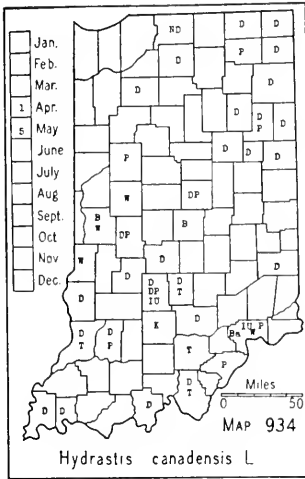 Jan.
Feb.
Mar.
1 Apr.
5 May
June
July
Aug
Sept.
Oct
Nov
Dec.
ND D D
D P D
D D
D D
P
D D
D D
P
W DP D
B
W DP B
D
W D D
D D
DP T
IU
D
K
D D
T P
T
Ba IU W P
P
D
T
D D D
Miles
0 50
MAP 934
Hydrastis canadensis L